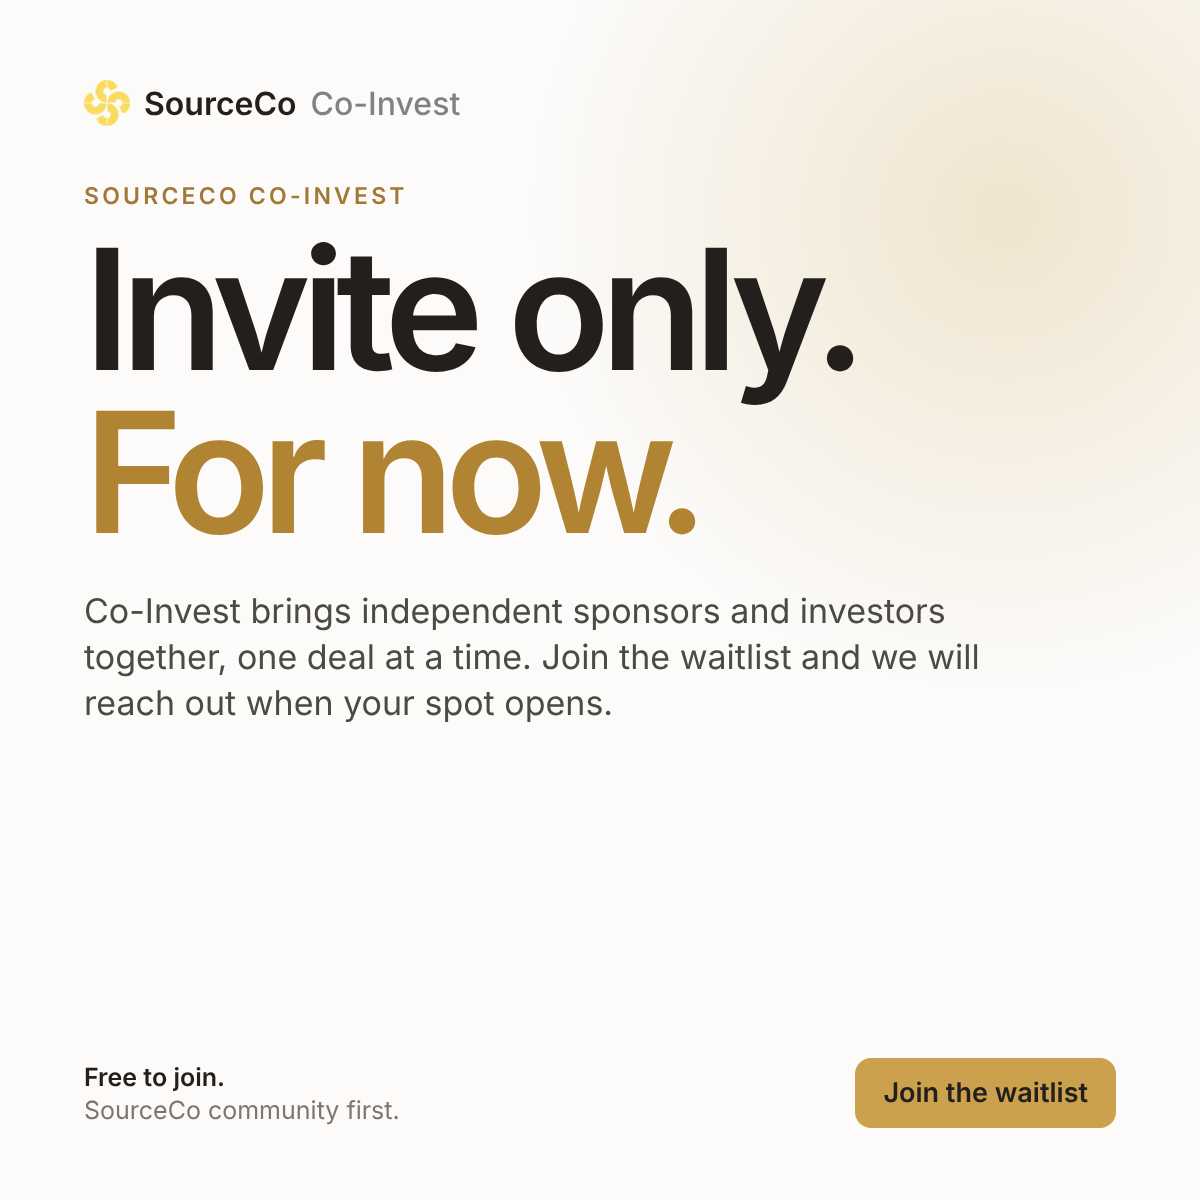 SourceCo Co-Invest
SOURCECO CO-INVEST
Invite only.
For now.
Co-Invest brings independent sponsors and investors
together, one deal at a time. Join the waitlist and we will
reach out when your spot opens.
Free to join.
SourceCo community first.
Join the waitlist